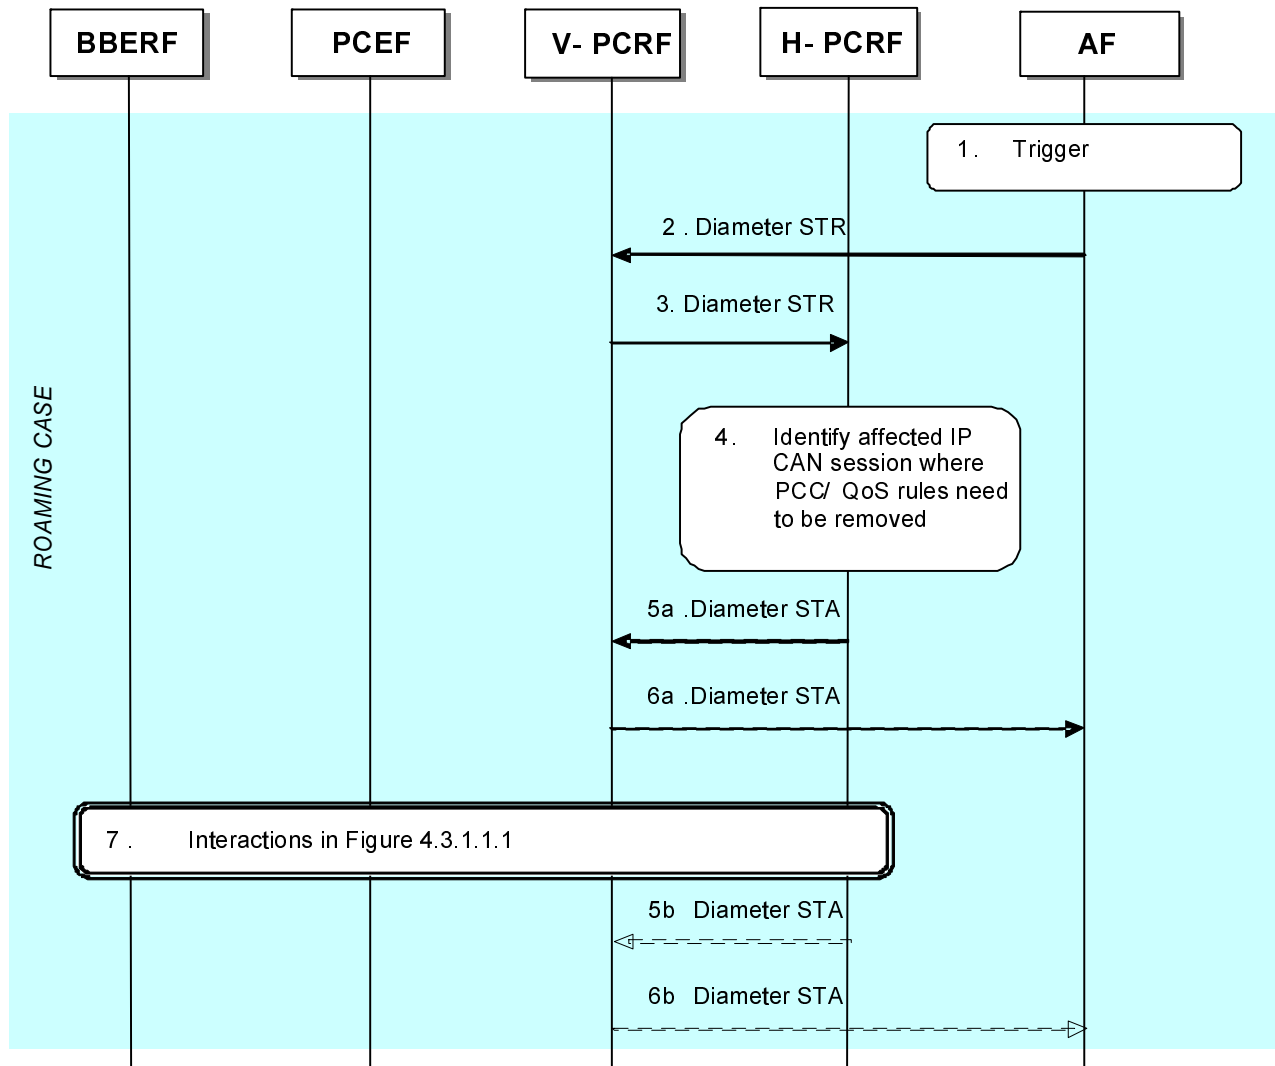 BBERF
PCEF
V- PCRF
H- PCRF
AF
1. Trigger
2 . Diameter STR
3. Diameter STR
ROAMING CASE
4. Identify affected IP
CAN session where
PCC/ QoS rules need
to be removed
5a .Diameter STA
6a .Diameter STA
7 . Interactions in Figure 4.3.1.1.1
5b Diameter STA
6b Diameter STA